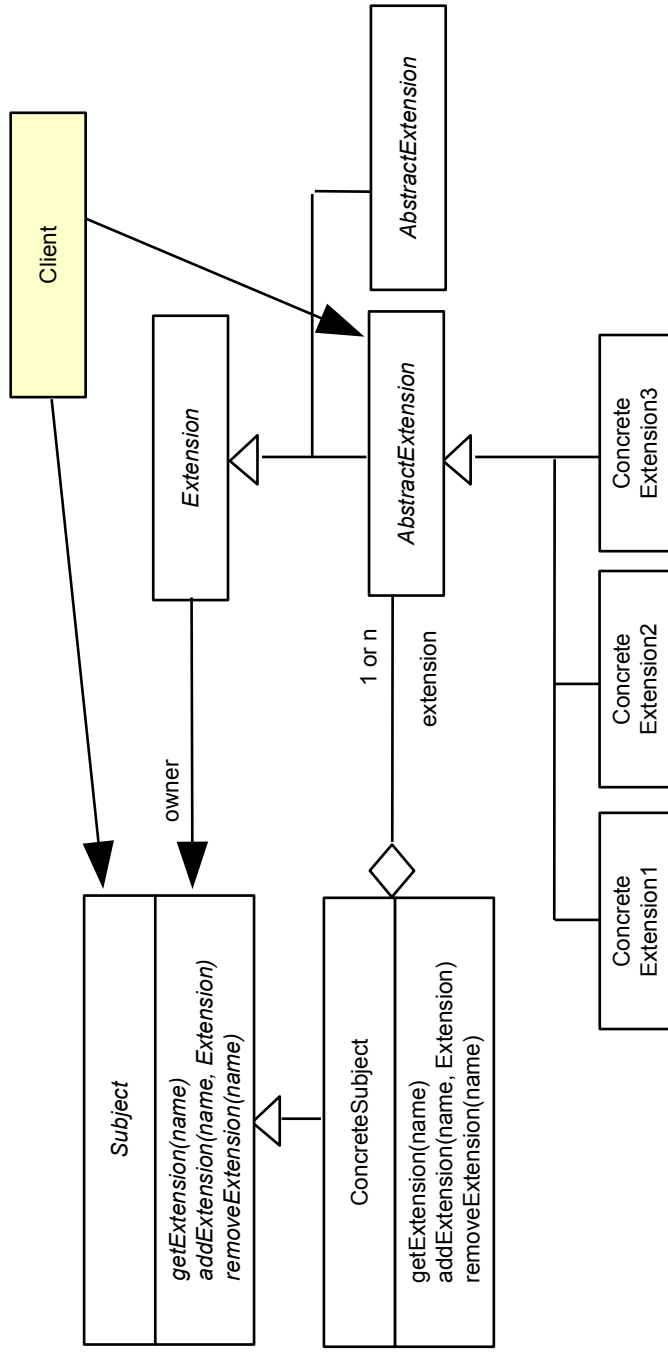 Client
Subject
getExtension(name)
addExtension(name, Extension)
removeExtension(name)
owner
Extension
ConcreteSubject
getExtension(name)
addExtension(name, Extension)
removeExtension(name)
1 or n
extension
AbstractExtension
AbstractExtension
Concrete
Extension1
Concrete
Extension2
Concrete
Extension3